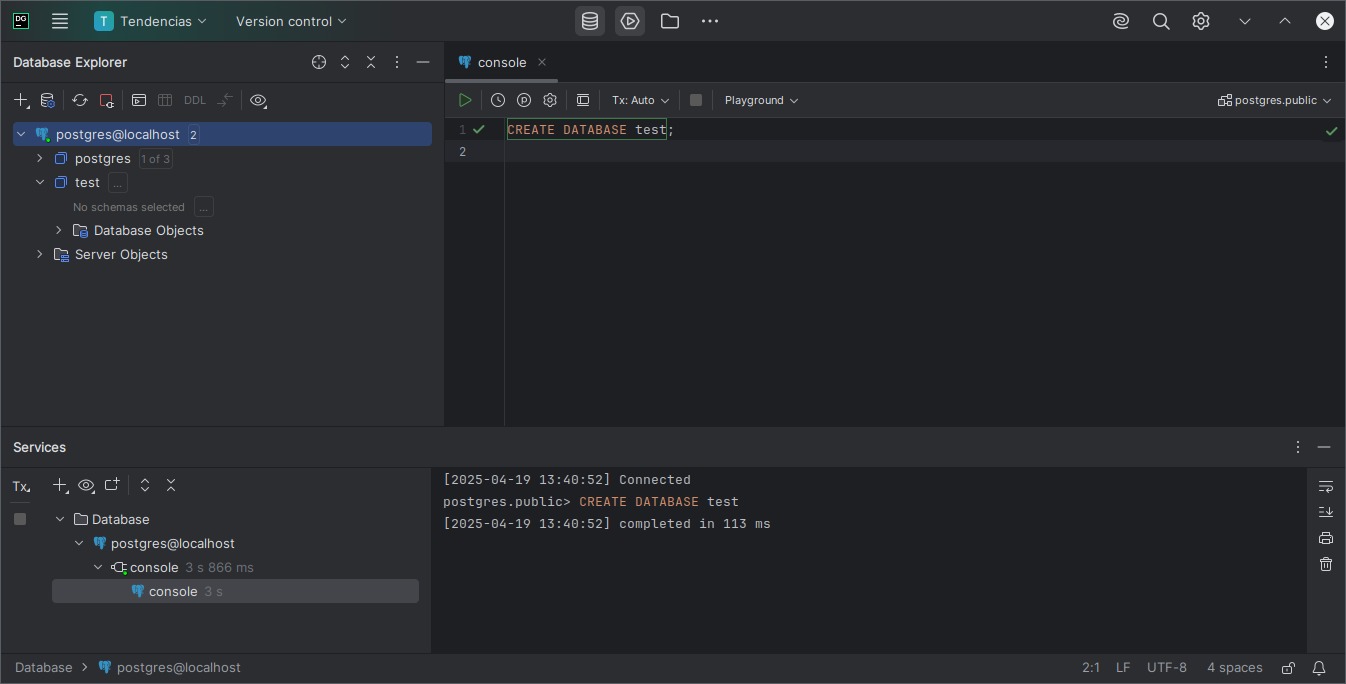 DG T Tendencias Version control
Database Explorer
console
DDL
Tx: Auto Playground postgres.public
postgres@localhost 2
postgres 1 of 3
test ...
No schemas selected ...
Database Objects
Server Objects
1 CREATE DATABASE test;
2
Services
Tx
Database
postgres@localhost
console 3 s 866 ms
console 3 s
[2025-04-19 13:40:52] Connected
postgres.public> CREATE DATABASE test
[2025-04-19 13:40:52] completed in 113 ms
Database postgres@localhost 2:1 LF UTF-8 4 spaces